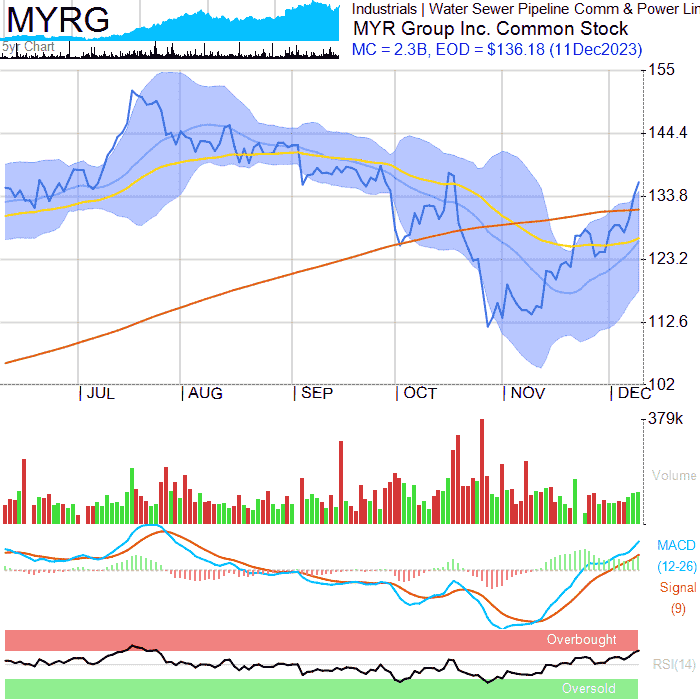 MYRG
5yr Chart
Industrials | Water Sewer Pipeline Comm & Power Lin
MYR Group Inc. Common Stock
MC = 2.3B, EOD = $136.18 (11Dec2023)
155
144.4
133.8
123.2
112.6
102
JUL
AUG
SEP
OCT
NOV
DEC
379k
Volume
MACD
(12-26)
Signal
(9)
Overbought
RSI(14)
Oversold